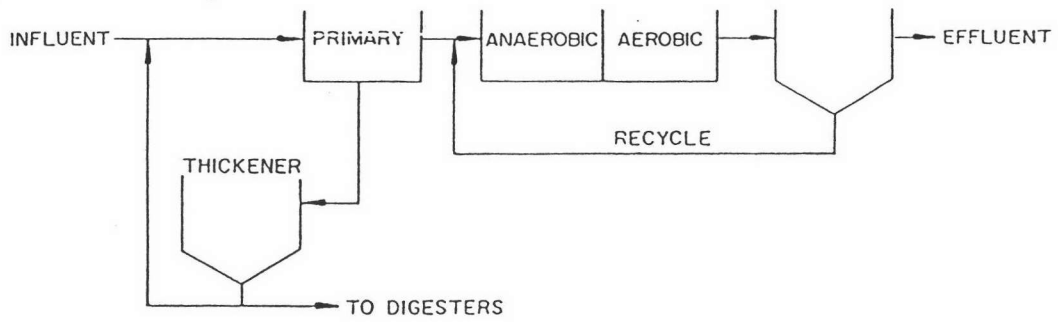 INFLUENT
PRIMARY
ANAEROBIC
AEROBIC
EFFLUENT
RECYCLE
THICKENER
TO DIGESTERS